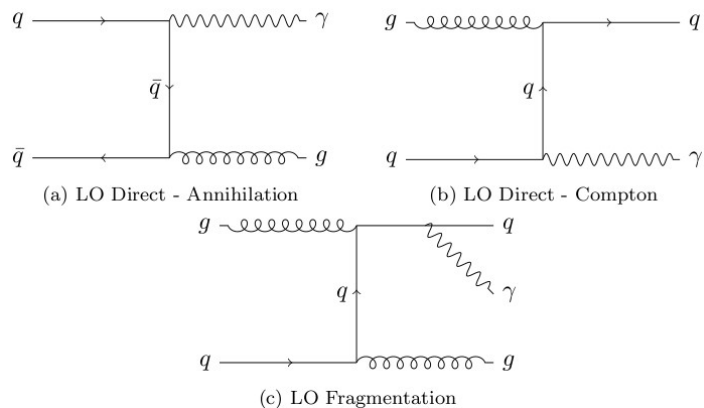 q γ
q̄
q̄ g
(a) LO Direct - Annihilation
g q
q
q γ
(b) LO Direct - Compton
g q
γ
q
q g
(c) LO Fragmentation